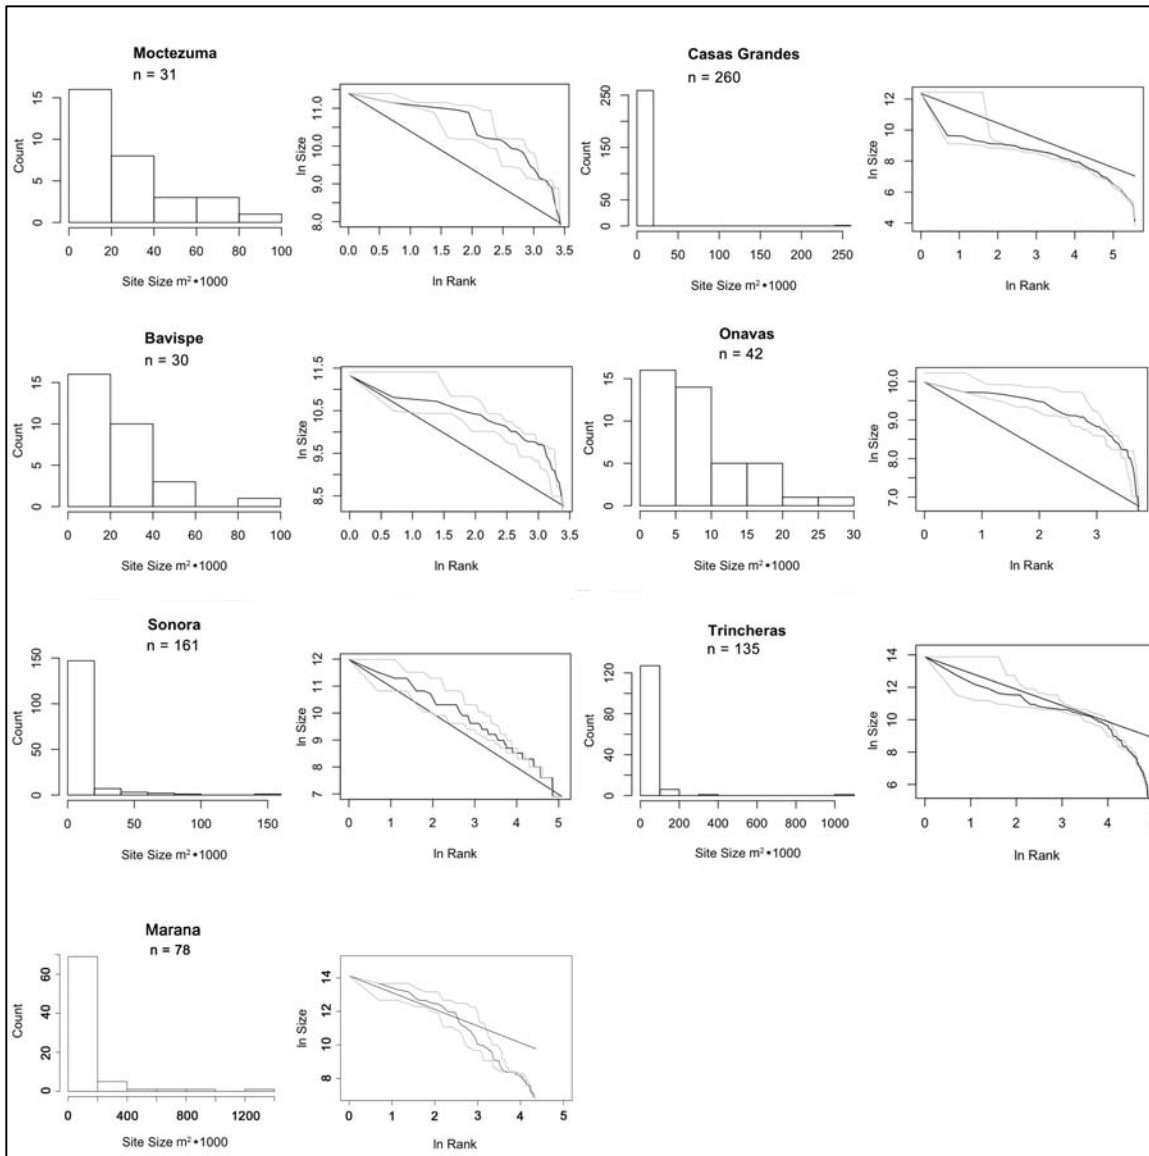 Moctezuma
n = 31
Count
0
5
10
15
0 20 40 60 80 100
Site Size m²•1000
ln Size
8.0 9.0 10.0 11.0
0.0 0.5 1.0 1.5 2.0 2.5 3.0 3.5
ln Rank
Casas Grandes
n = 260
Count
0 50 150 250
0 50 100 150 200 250
Site Size m²•1000
ln Size
4 6 8 10 12
0 1 2 3 4 5
ln Rank
Bavispe
n = 30
Count
0 5 10 15
0 20 40 60 80 100
Site Size m²•1000
ln Size
8.5 9.5 10.5 11.5
0.0 0.5 1.0 1.5 2.0 2.5 3.0 3.5
ln Rank
Onavas
n = 42
Count
0 5 10 15
0 5 10 15 20 30
Site Size m²•1000
ln Size
7.0 8.0 9.0 10.0
0 1 2 3
ln Rank
Sonora
n = 161
Count
0 50 100 150
0 50 100 150
Site Size m²•1000
ln Size
7 8 9 10 11 12
0 1 2 3 4 5
ln Rank
Trincheras
n = 135
Count
0 40 80 120
0 200 400 600 800 1000
Site Size m²•1000
ln Size
6 8 10 12 14
0 1 2 3 4
ln Rank
Marana
n = 78
Count
0 20 40 60
0 400 800 1200
Site Size m²•1000
ln Size
8 10 12 14
0 1 2 3 4 5
ln Rank